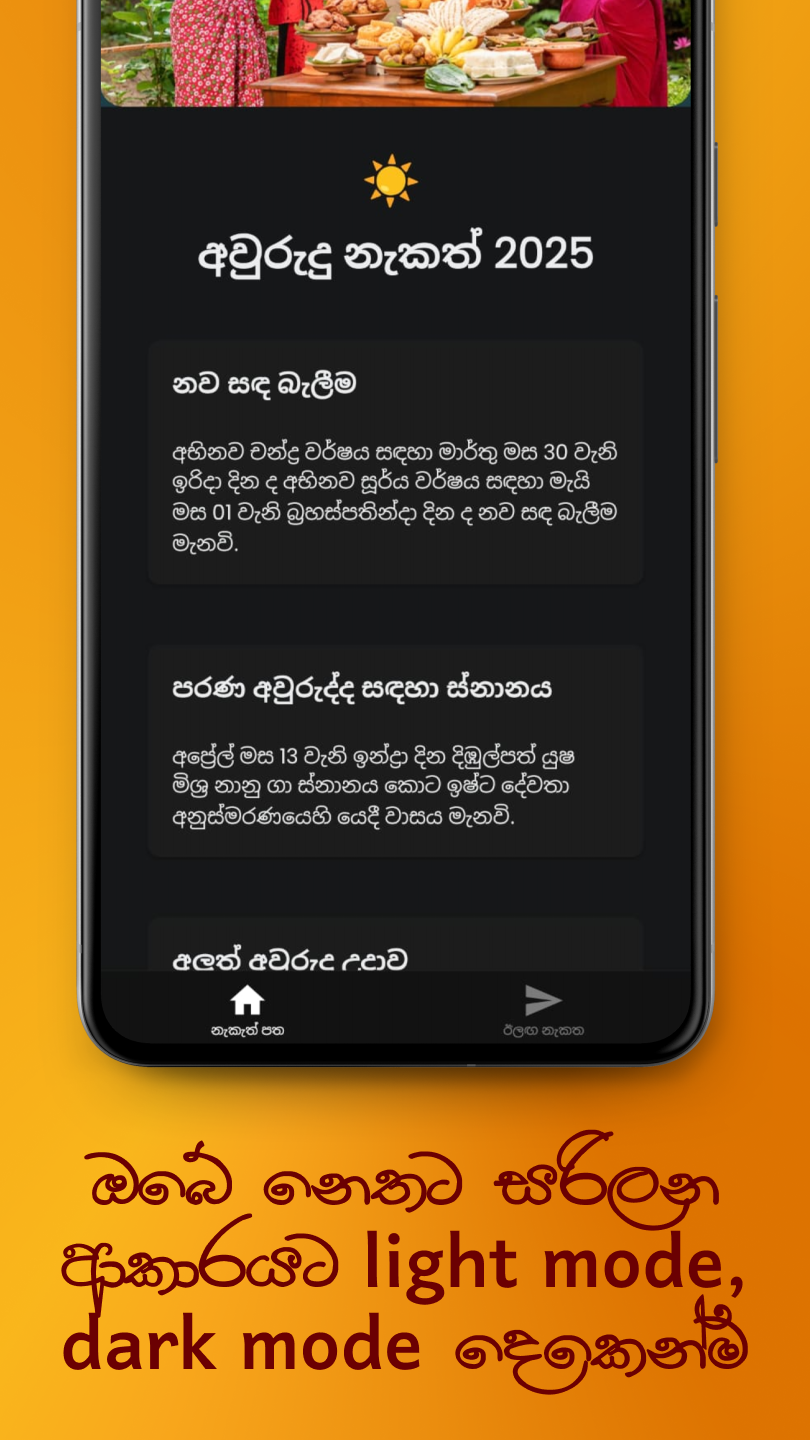 අවුරුදු නැකත් 2025
නව සඳ බැලීම
අභිනව චන්ද්‍ර වර්ෂය සඳහා මාර්තු මස 30 වැනි
ඉරිදා දින ද අභිනව සූර්ය වර්ෂය සඳහා මැයි
මස 01 වැනි බ්‍රහස්පතින්දා දින ද නව සඳ බැලීම
මැනවි.
පරණ අවුරුද්ද සඳහා ස්නානය
අප්‍රේල් මස 13 වැනි ඉන්ද්‍රා දින දිඹුල්පත් යුෂ
මිශ්‍ර නානු ගා ස්නානය කොට ඉෂ්ට දේවතා
අනුස්මරණයෙහි යෙදී වාසය මැනවි.
අලුත් අවුරුදු උදාව
නැකැත් පත
ඊලඟ නැකත
ඔබේ නෙතට සරිලන
ආකාරයට light mode,
dark mode දෙකෙන්ම